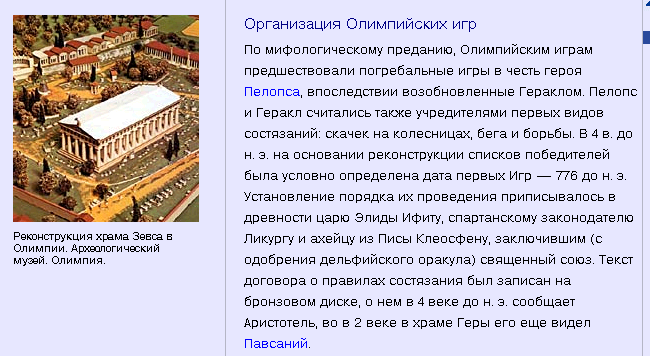 Организация Олимпийских игр
По мифологическому преданию, Олимпийским играм
предшествовали погребальные игры в честь героя
Пелопса, впоследствии возобновленные Гераклом. Пелопс
и Геракл считались также учредителями первых видов
состязаний: скачек на колесницах, бега и борьбы. В 4 в. до
н. э. на основании реконструкции списков победителей
была условно определена дата первых Игр — 776 до н. э.
Установление порядка их проведения приписывалось в
древности царю Элиды Ифиту, спартанскому законодателю
Ликургу и ахейцу из Писы Клеосфену, заключившим (с
одобрения дельфийского оракула) священный союз. Текст
договора о правилах состязания был записан на
бронзовом диске, о нем в 4 веке до н. э. сообщает
Аристотель, во в 2 веке в храме Геры его еще видел
Павсаний.
Реконструкция храма Зевса в
Олимпии. Археологический
музей. Олимпия.